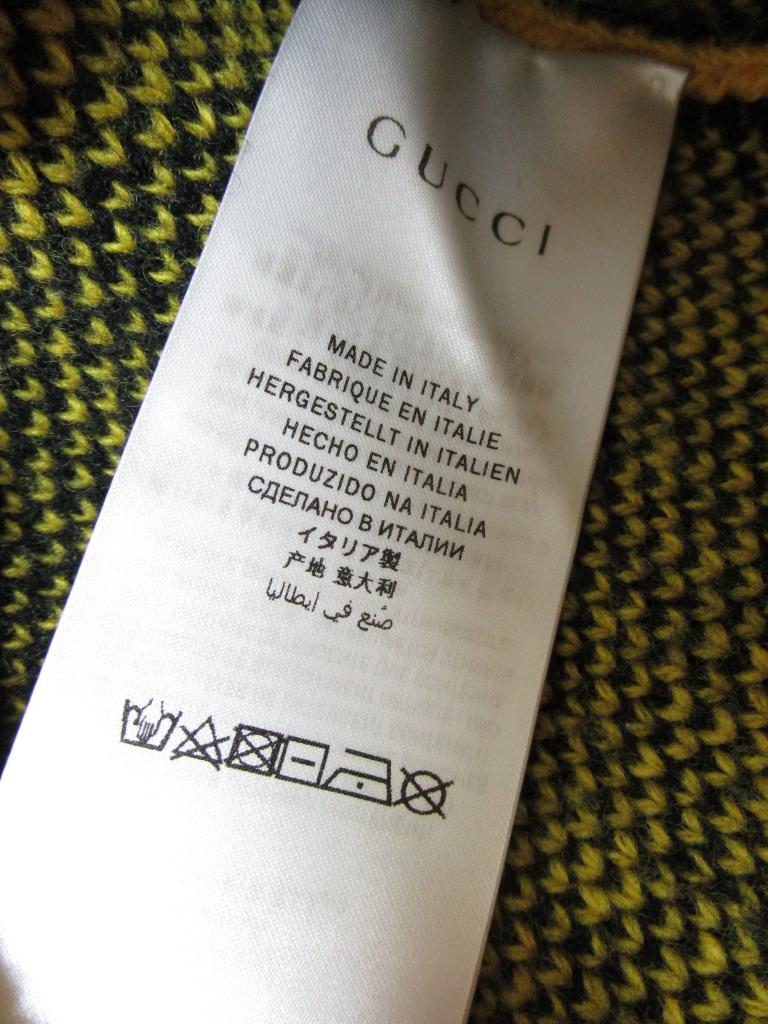 GUCCI
MADE IN ITALY
FABRIQUE EN ITALIE
HERGESTELLT IN ITALIEN
HECHO EN ITALIA
PRODUZIDO NA ITALIA
СДЕЛАНО В ИТАЛИИ
イタリア製
产地 意大利
صُنع في ايطاليا